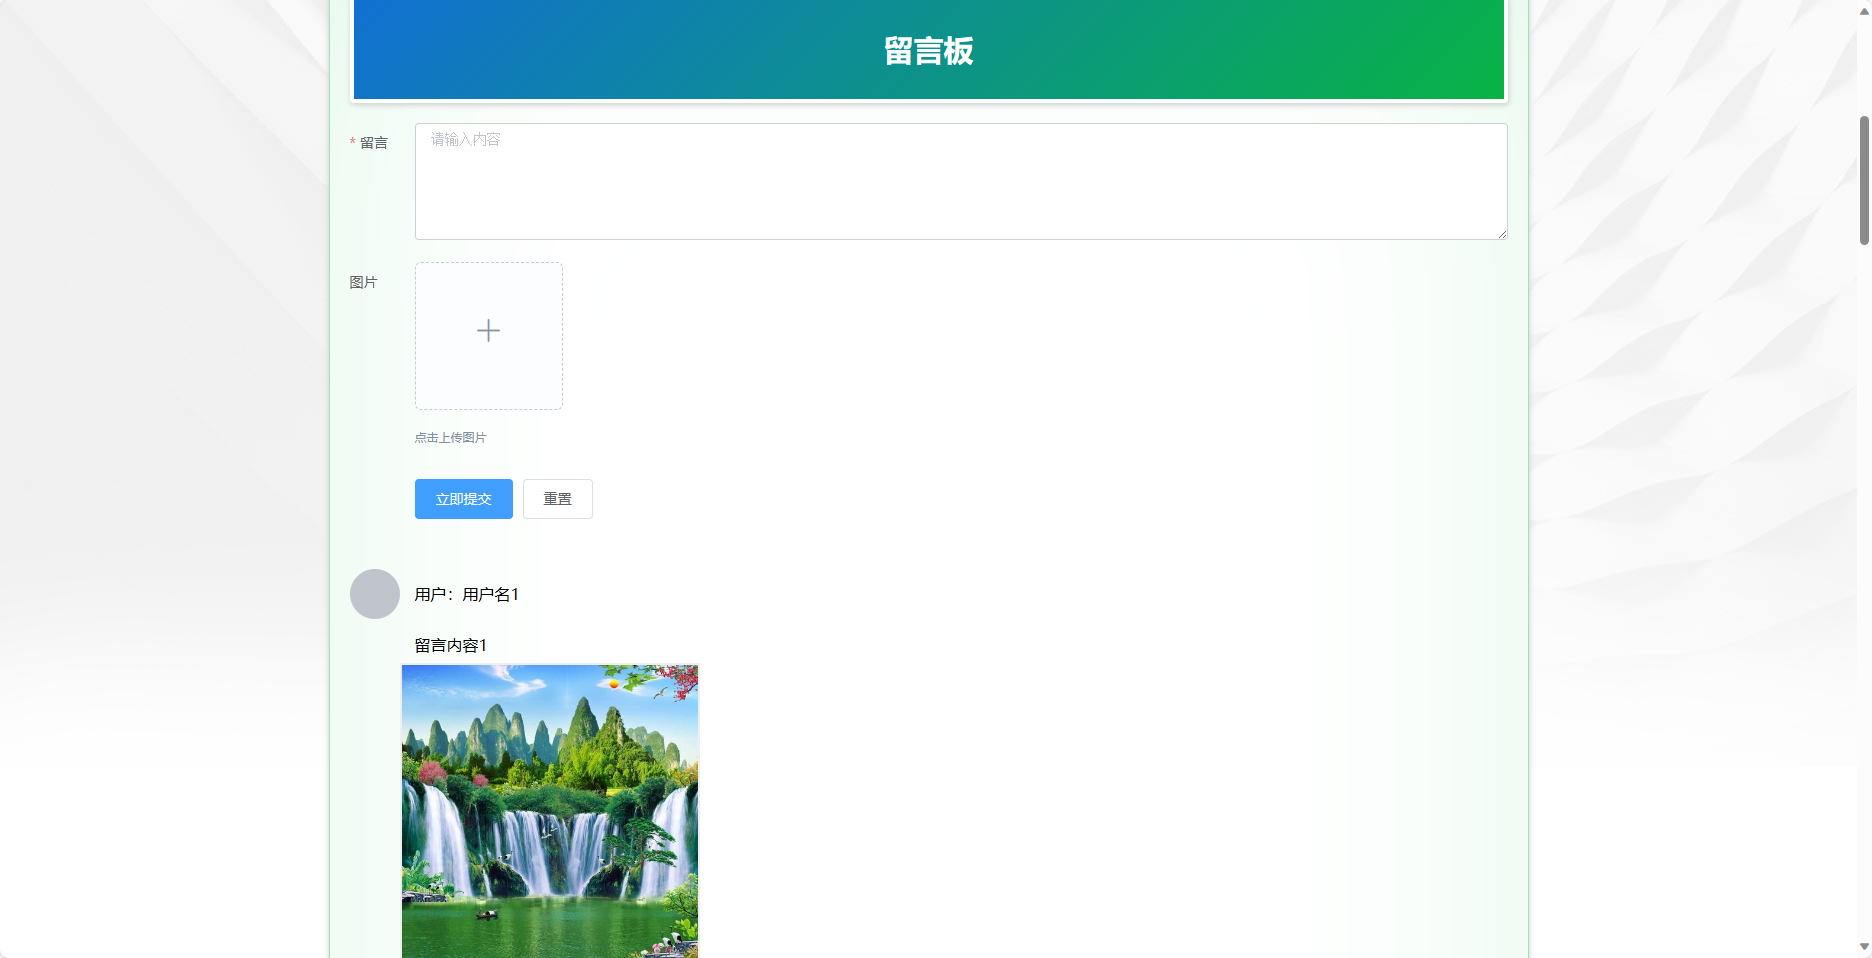 留言板
* 留言
请输入内容
图片
点击上传图片
立即提交
重置
用户：用户名1
留言内容1